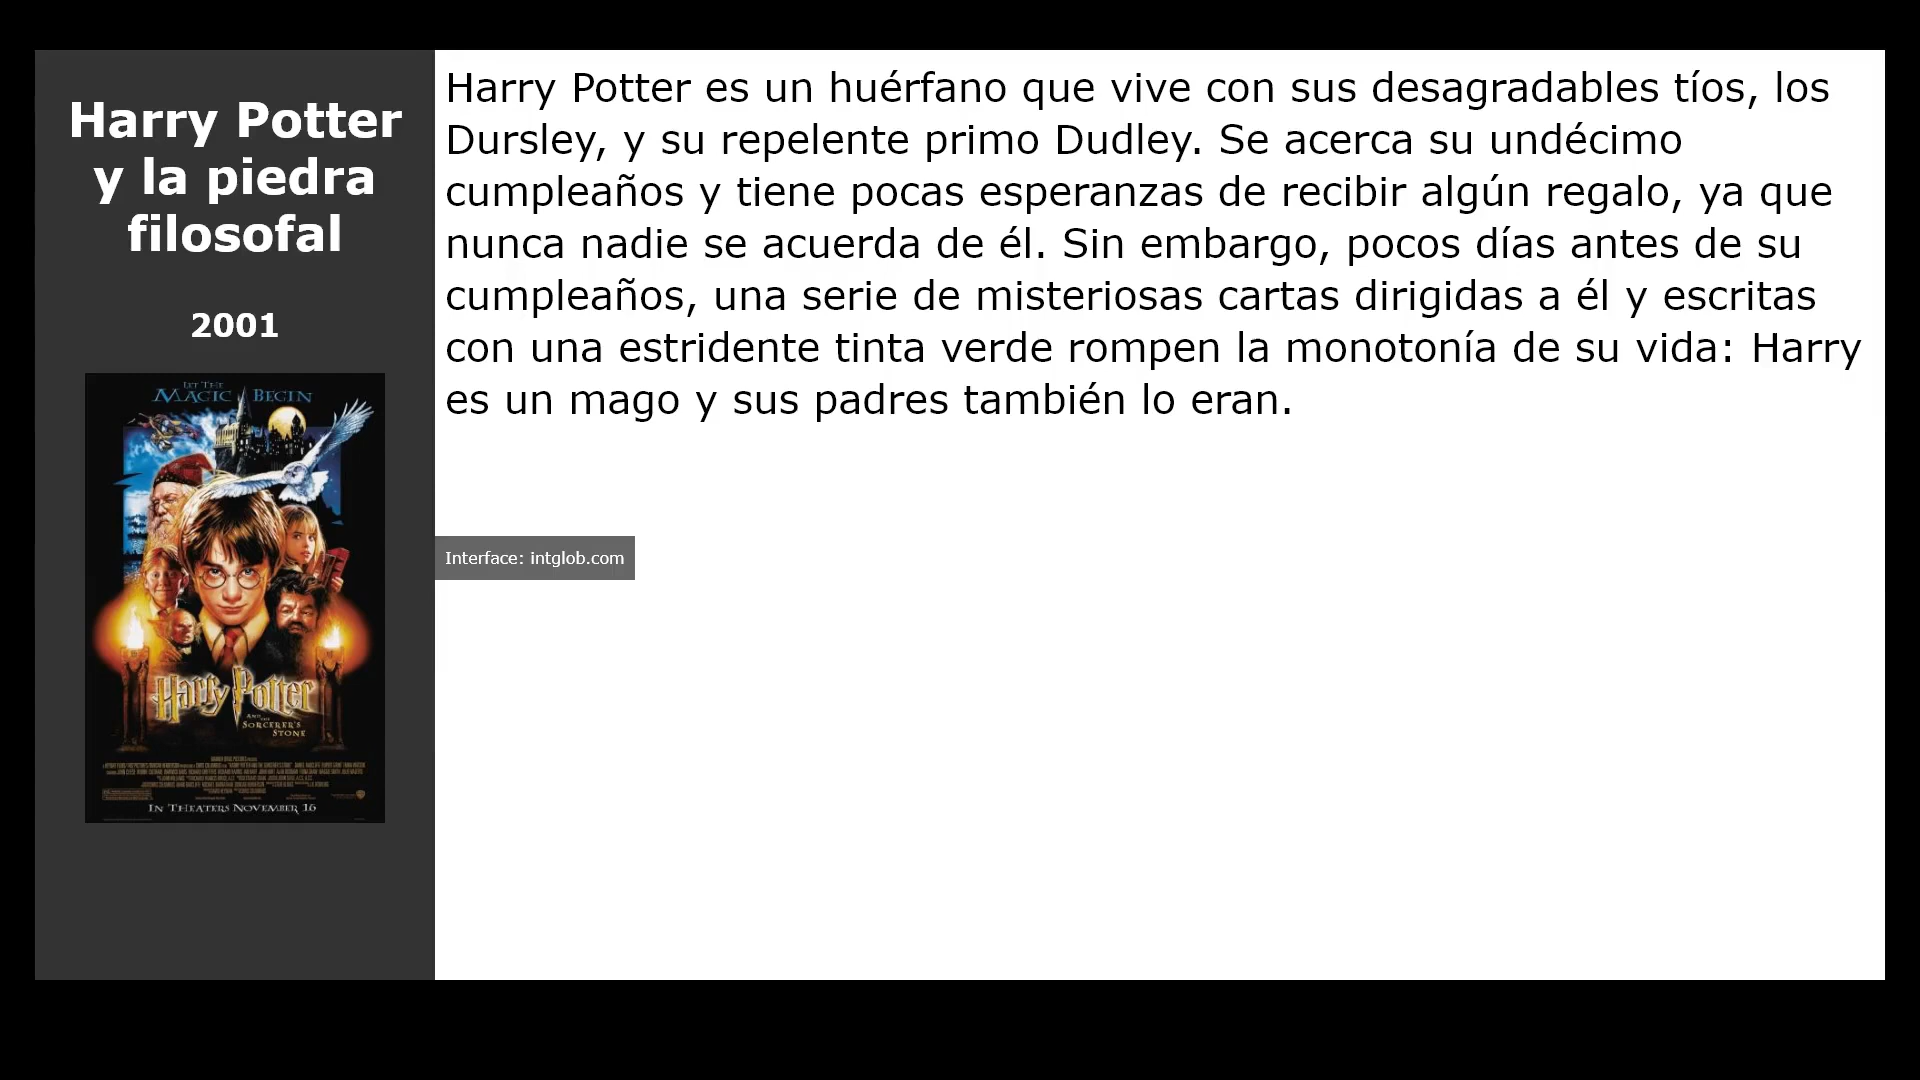 Harry Potter
y la piedra
filosofal
2001
LET THE
MAGIC BEGIN
Harry Potter
AND THE
SORCERER'S
STONE
IN THEATERS NOVEMBER 16
Harry Potter es un huérfano que vive con sus desagradables tíos, los
Dursley, y su repelente primo Dudley. Se acerca su undécimo
cumpleaños y tiene pocas esperanzas de recibir algún regalo, ya que
nunca nadie se acuerda de él. Sin embargo, pocos días antes de su
cumpleaños, una serie de misteriosas cartas dirigidas a él y escritas
con una estridente tinta verde rompen la monotonía de su vida: Harry
es un mago y sus padres también lo eran.
Interface: intglob.com